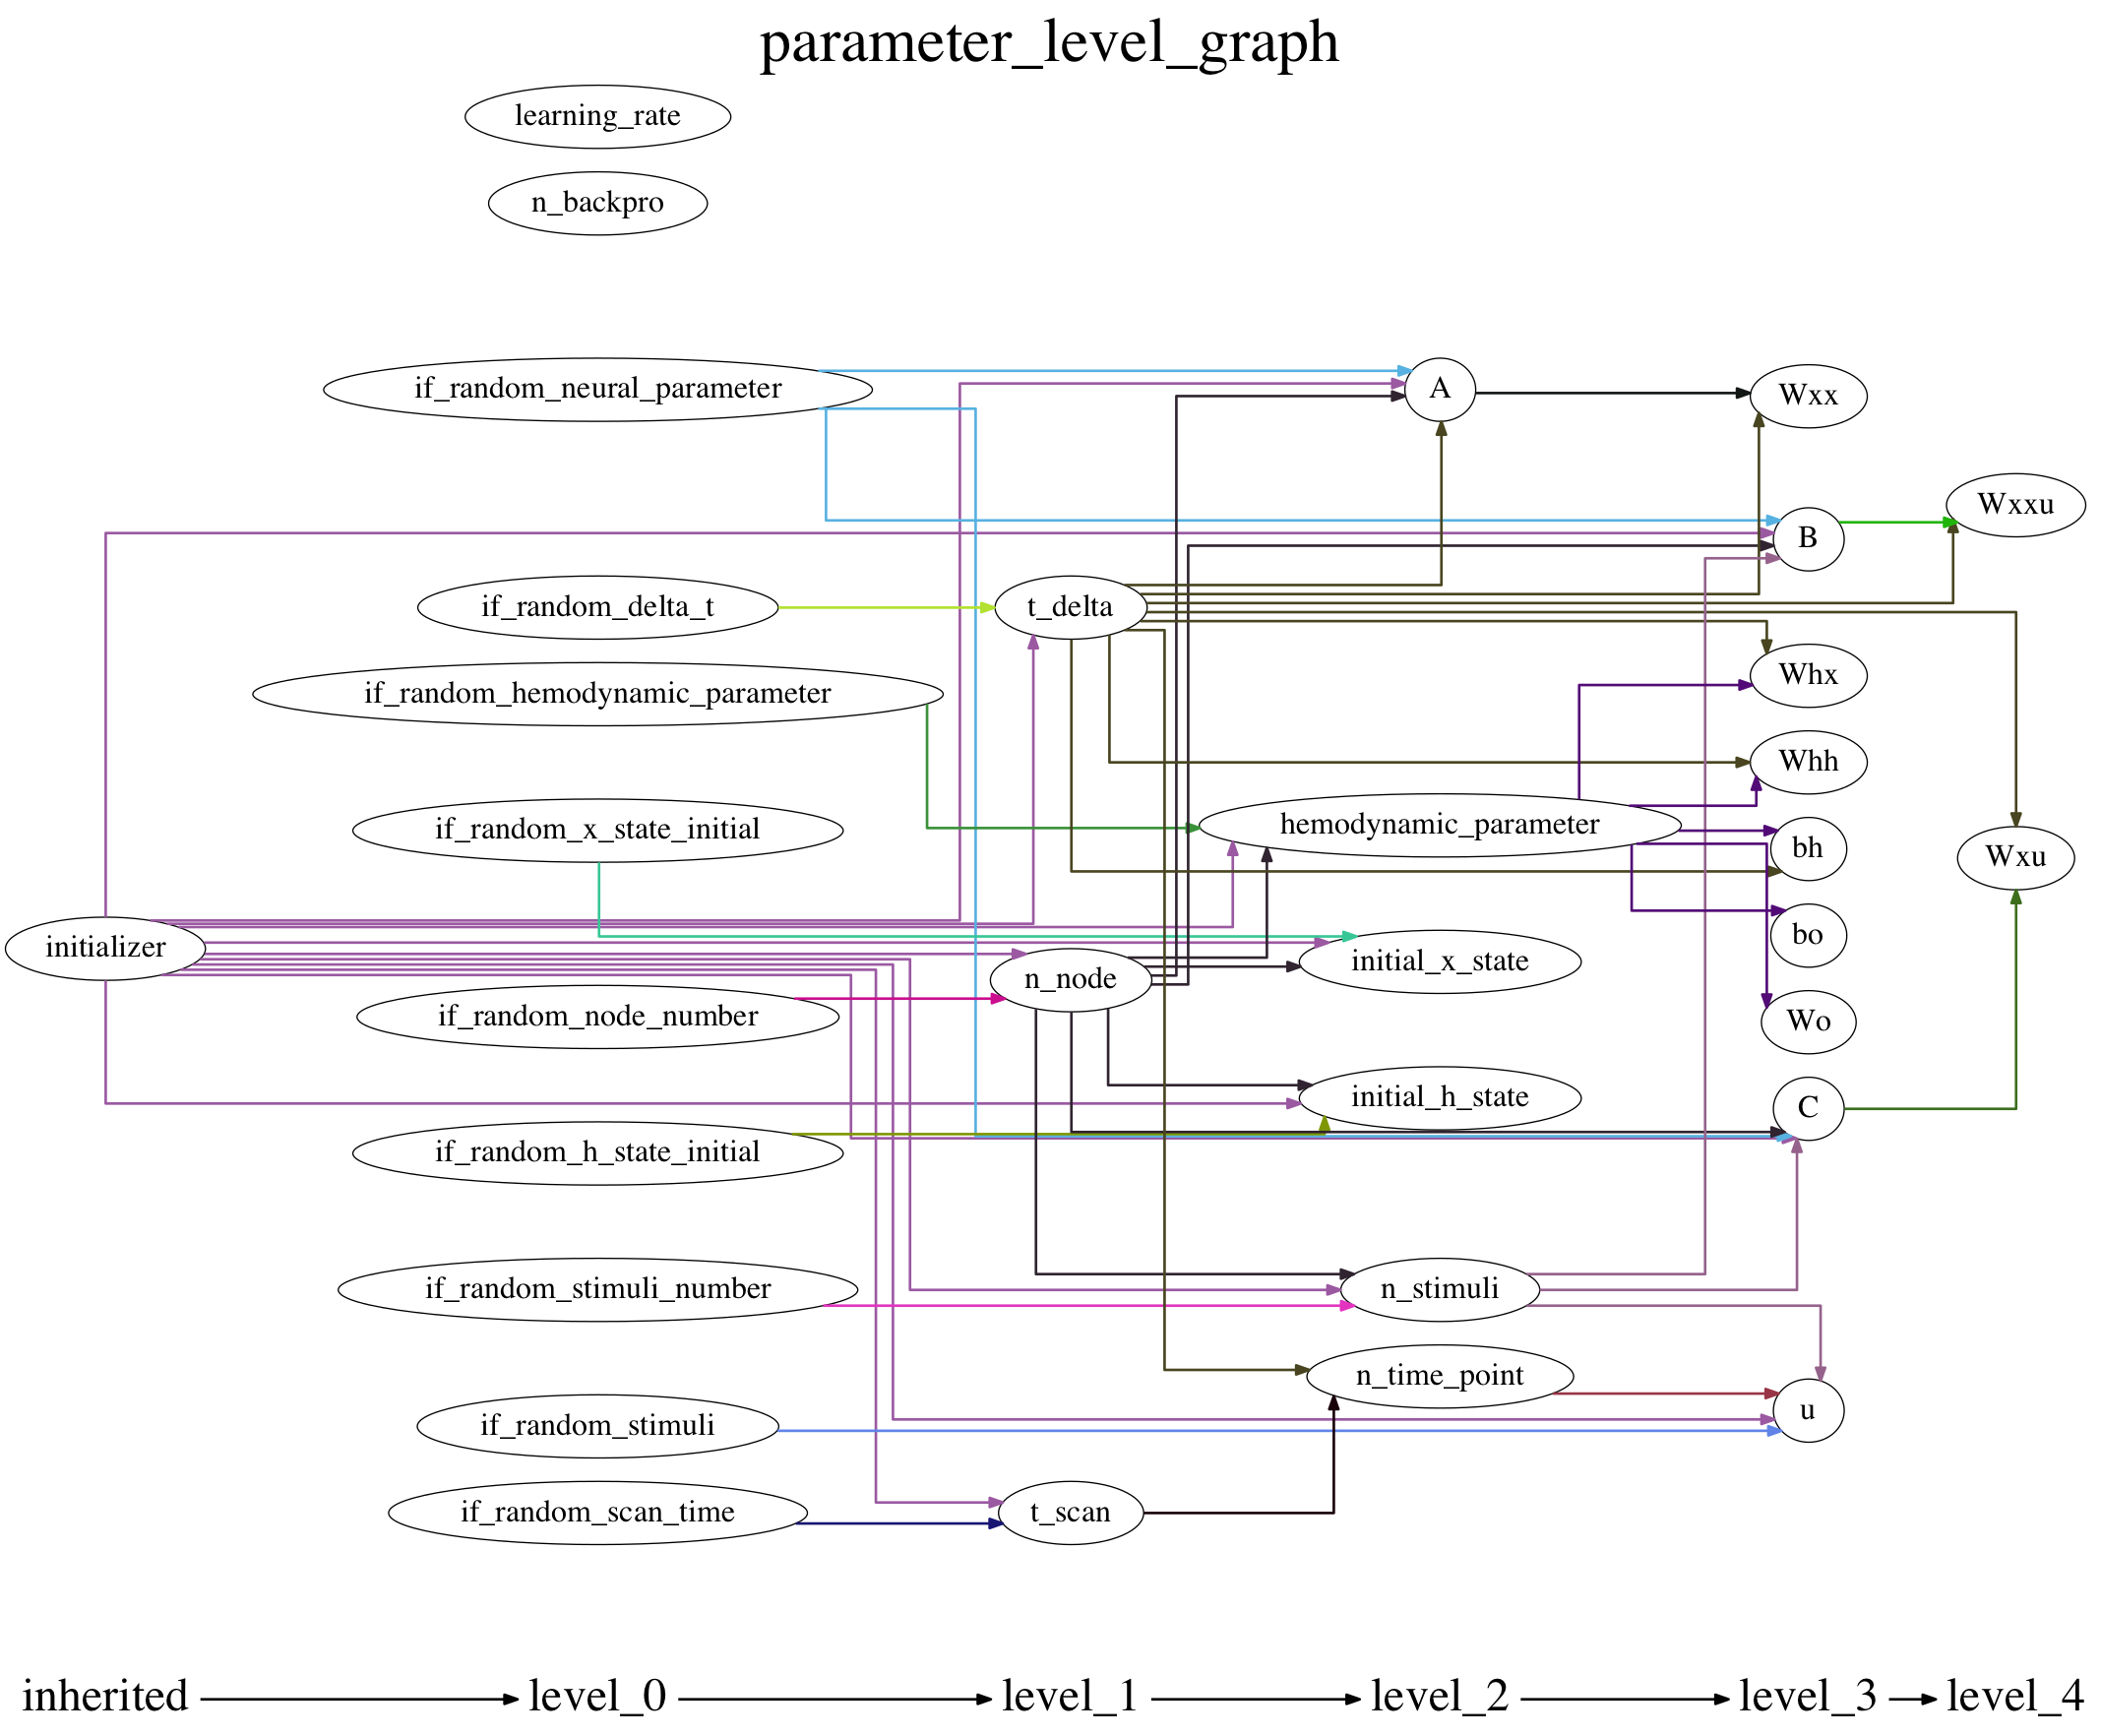 parameter_level_graph
learning_rate
n_backpro
if_random_neural_parameter
A
Wxx
Wxxu
B
if_random_delta_t
t_delta
if_random_hemodynamic_parameter
Whx
Whh
if_random_x_state_initial
hemodynamic_parameter
bh
Wxu
initializer
initial_x_state
bo
n_node
if_random_node_number
Wo
initial_h_state
C
if_random_h_state_initial
if_random_stimuli_number
n_stimuli
n_time_point
if_random_stimuli
u
if_random_scan_time
t_scan
inherited level_0 level_1 level_2 level_3 level_4